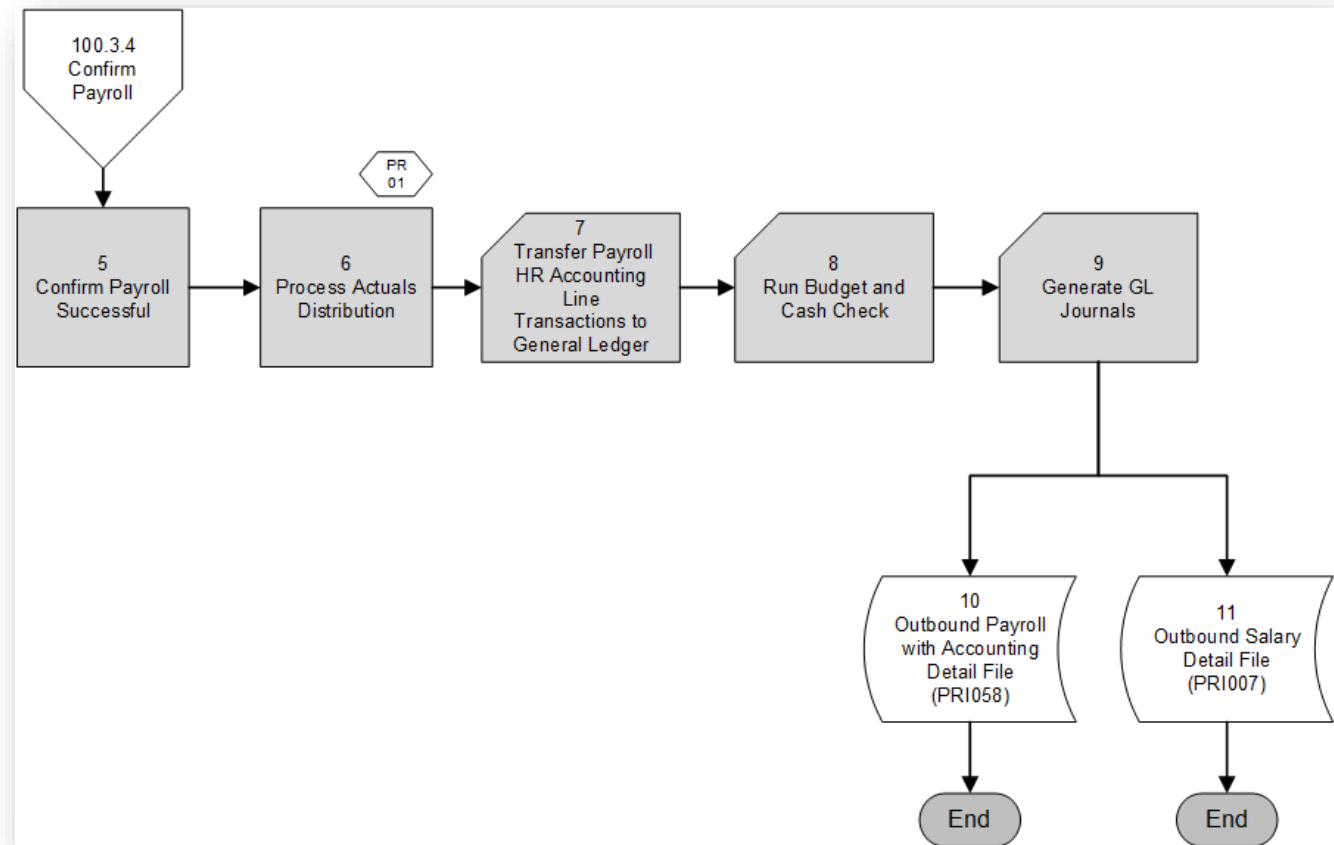 100.3.4
Confirm
Payroll
PR
01
5
Confirm Payroll
Successful
6
Process Actuals
Distribution
7
Transfer Payroll
HR Accounting
Line
Transactions to
General Ledger
8
Run Budget and
Cash Check
9
Generate GL
Journals
10
Outbound Payroll
with Accounting
Detail File
(PRI058)
11
Outbound Salary
Detail File
(PRI007)
End
End